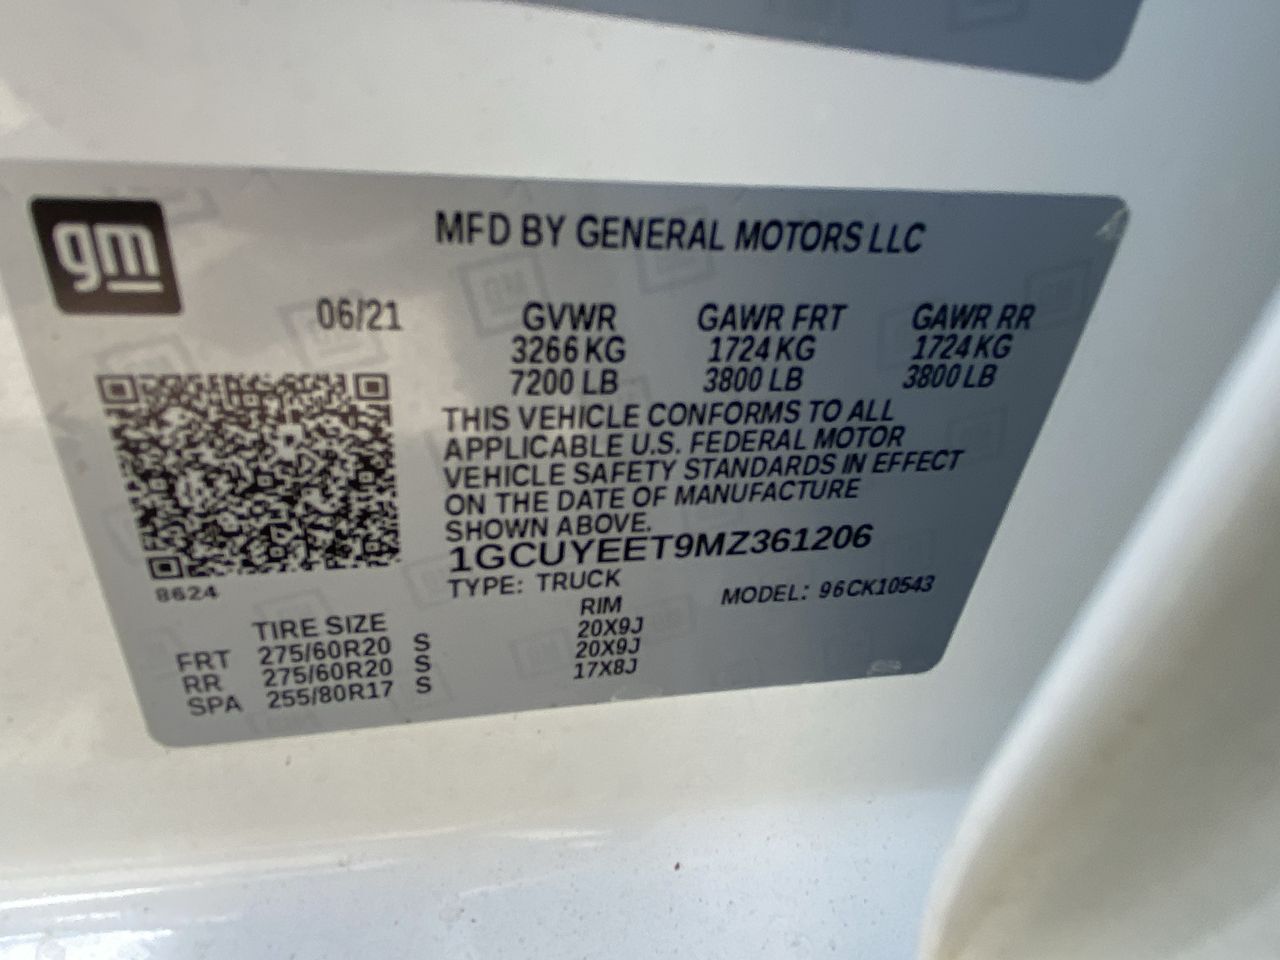 gm
MFD BY GENERAL MOTORS LLC
06/21 GVWR GAWR FRT GAWR RR
3266 KG 1724 KG 1724 KG
7200 LB 3800 LB 3800 LB
THIS VEHICLE CONFORMS TO ALL
APPLICABLE U.S. FEDERAL MOTOR
VEHICLE SAFETY STANDARDS IN EFFECT
ON THE DATE OF MANUFACTURE
SHOWN ABOVE.
1GCUYEET9MZ361206
TYPE: TRUCK MODEL: 96CK10543
8624
TIRE SIZE RIM
FRT 275/60R20 S 20X9J
RR 275/60R20 S 20X9J
SPA 255/80R17 S 17X8J